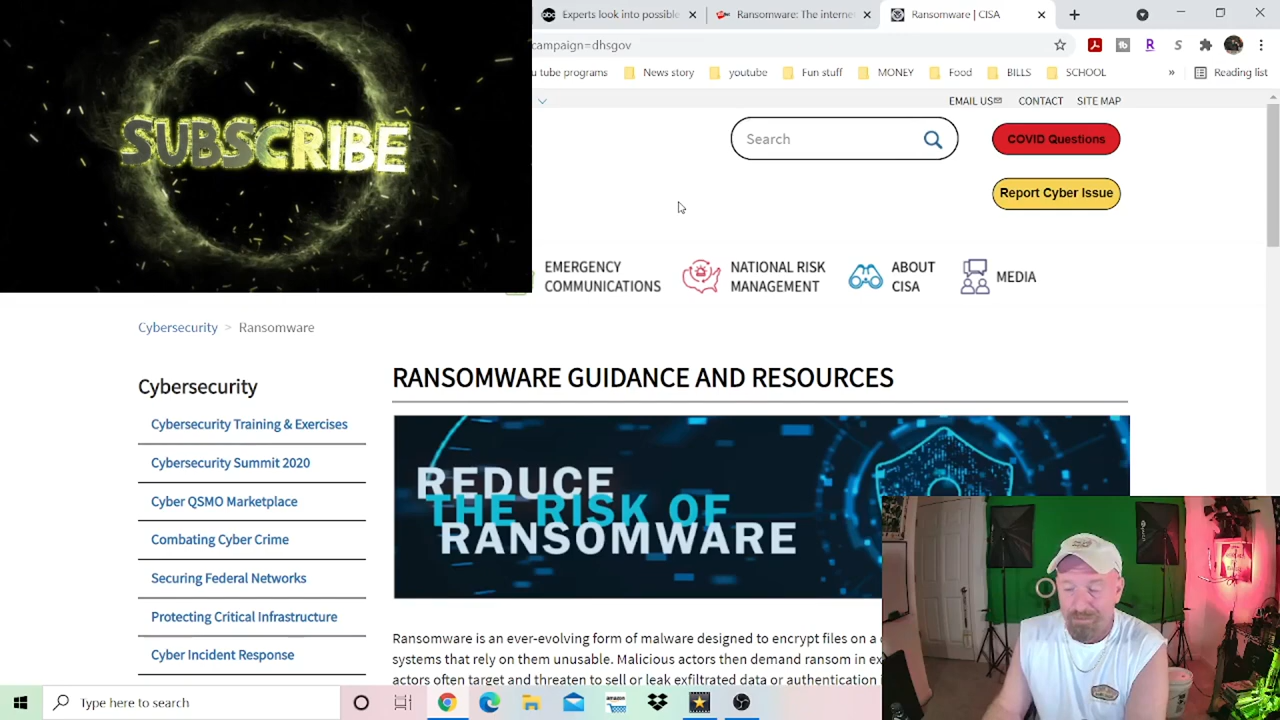 SUBSCRIBE
Experts look into possible
Ransomware: The interne
Ransomware | CISA
campaign=dhsgov
u tube programs
News story
youtube
Fun stuff
MONEY
Food
BILLS
SCHOOL
»
Reading list
EMAIL US
CONTACT
SITE MAP
Search
COVID Questions
Report Cyber Issue
EMERGENCY
COMMUNICATIONS
NATIONAL RISK
MANAGEMENT
ABOUT
CISA
MEDIA
Cybersecurity > Ransomware
Cybersecurity
Cybersecurity Training & Exercises
Cybersecurity Summit 2020
Cyber QSMO Marketplace
Combating Cyber Crime
Securing Federal Networks
Protecting Critical Infrastructure
Cyber Incident Response
RANSOMWARE GUIDANCE AND RESOURCES
REDUCE
THE RISK OF
RANSOMWARE
Ransomware is an ever-evolving form of malware designed to encrypt files on a
systems that rely on them unusable. Malicious actors then demand ransom in ex
actors often target and threaten to sell or leak exfiltrated data or authentication i
Type here to search
amazon